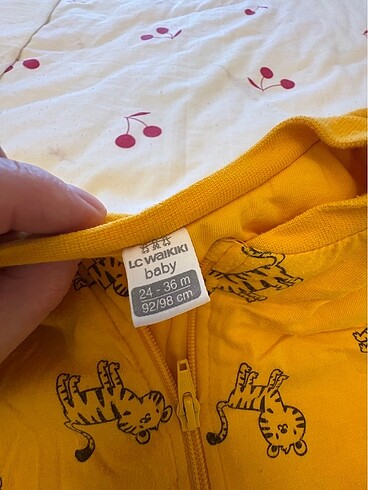 LC WAIKIKI
baby
24 - 36 m
92/98 cm